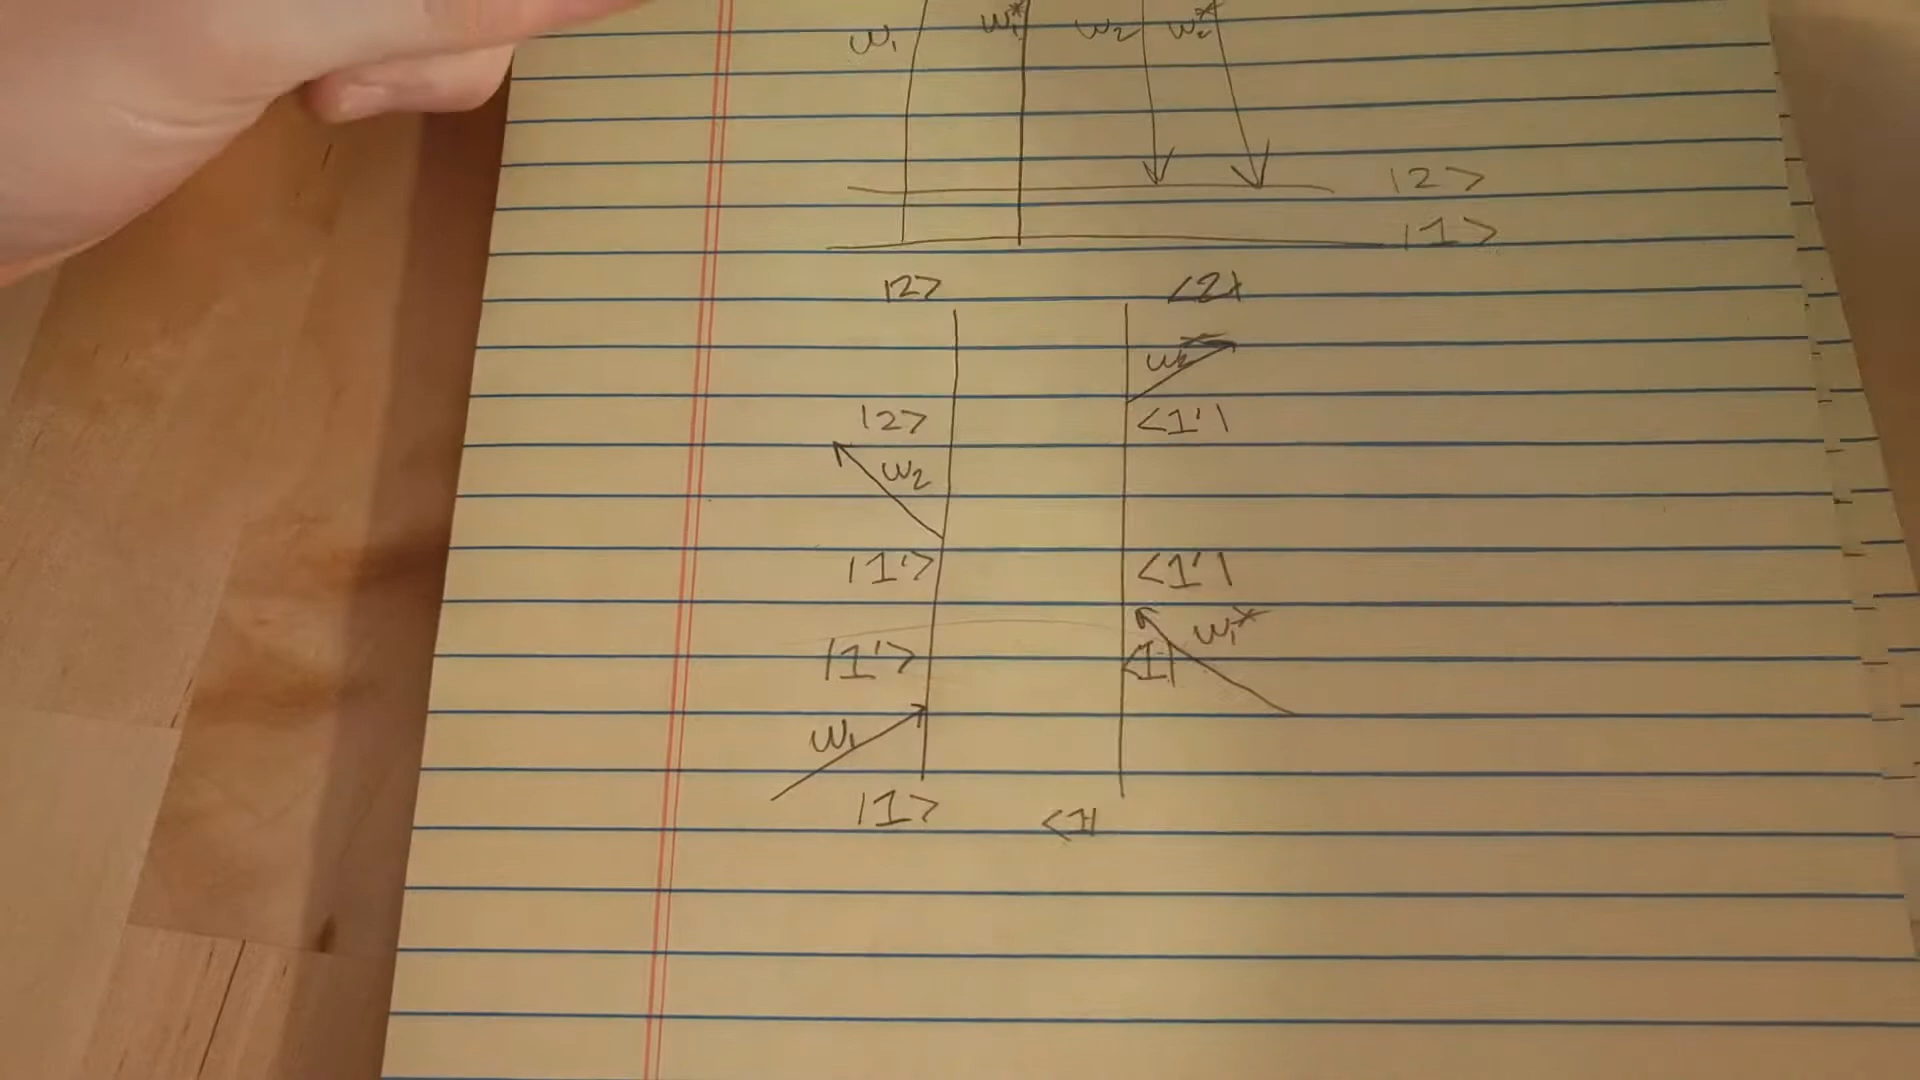 ω₁ ω₁* ω₂ ω₂*
|2>
|1>
|2> <2|
ω₂
|2> <1'|
ω₂
|1'> <1'|
ω₁*
|1'> <1|
ω₁
|1> <1|